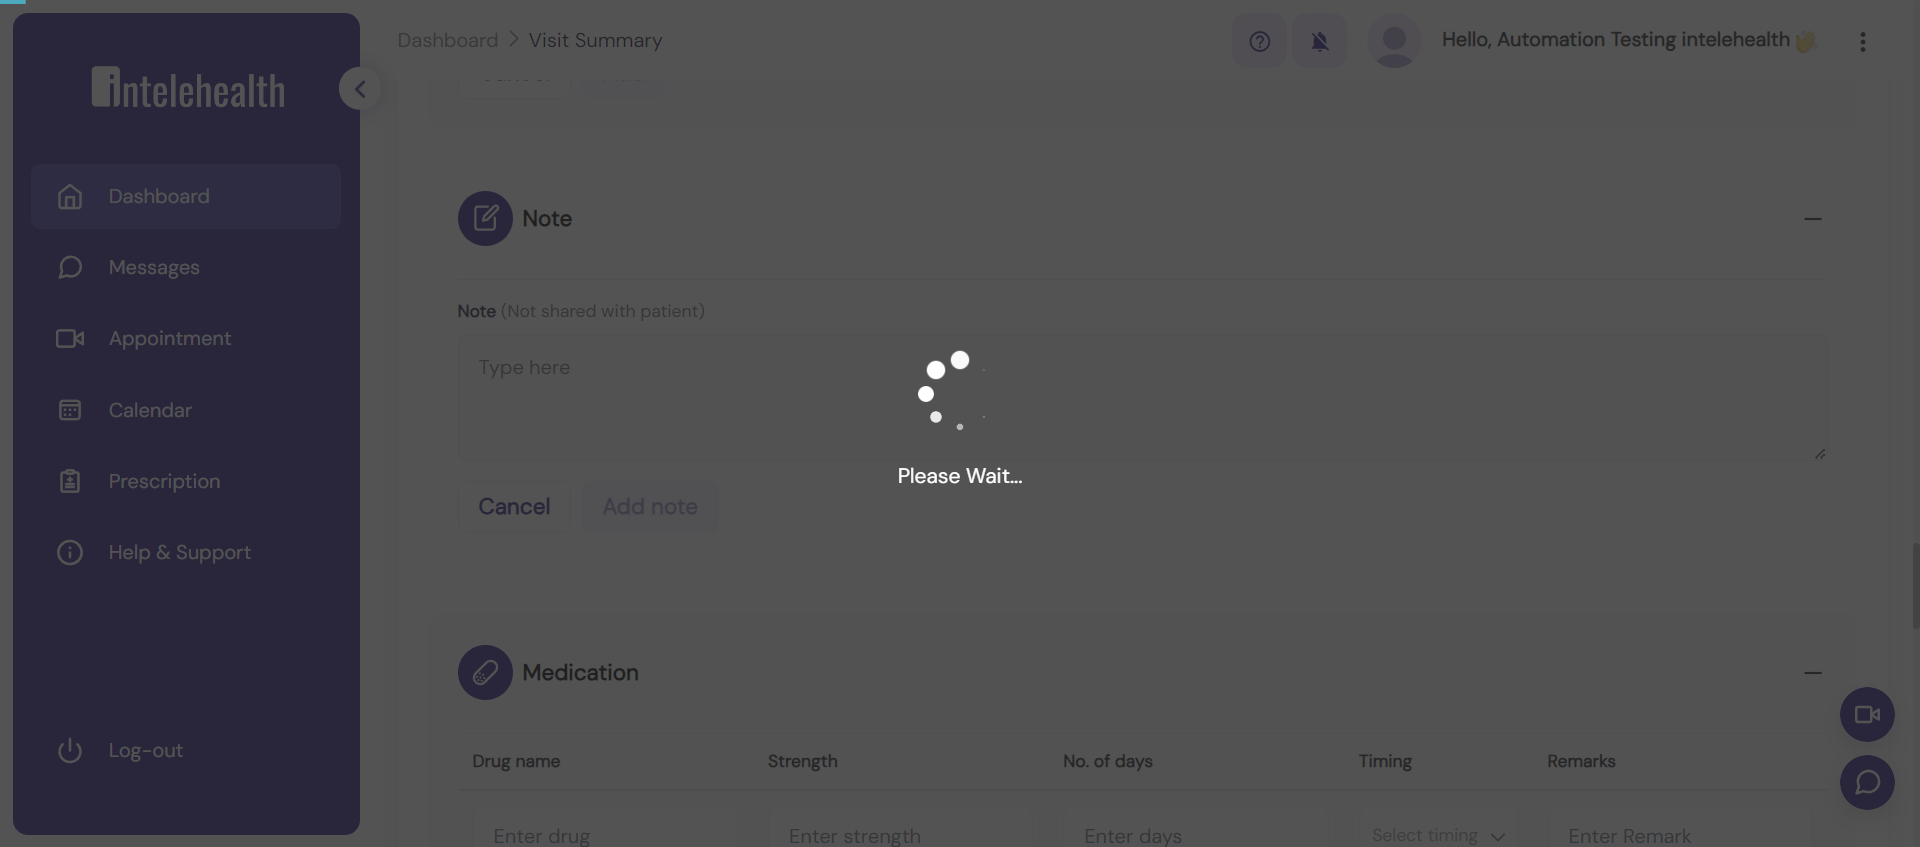 Dashboard > Visit Summary
Hello, Automation Testing intelehealth 👋
intelehealth
Dashboard
Messages
Appointment
Calendar
Prescription
Help & Support
Log-out
Note
Note (Not shared with patient)
Type here
Please Wait...
Cancel Add note
Medication
Drug name Strength No. of days Timing Remarks
Enter drug Enter strength Enter days Select timing Enter Remark